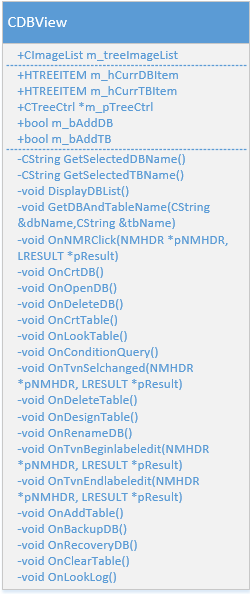 CDBView
+CImageList m_treeImageList
+HTREEITEM m_hCurrDBItem
+HTREEITEM m_hCurrTBItem
+CTreeCtrl *m_pTreeCtrl
+bool m_bAddDB
+bool m_bAddTB
-CString GetSelectedDBName()
-CString GetSelectedTBName()
-void DisplayDBList()
-void GetDBAndTableName(CString
&dbName,CString &tbName)
-void OnNMRClick(NMHDR *pNMHDR,
LRESULT *pResult)
-void OnCrtDB()
-void OnOpenDB()
-void OnDeleteDB()
-void OnCrtTable()
-void OnLookTable()
-void OnConditionQuery()
-void OnTvnSelchanged(NMHDR
*pNMHDR, LRESULT *pResult)
-void OnDeleteTable()
-void OnDesignTable()
-void OnRenameDB()
-void OnTvnBeginlabeledit(NMHDR
*pNMHDR, LRESULT *pResult)
-void OnTvnEndlabeledit(NMHDR
*pNMHDR, LRESULT *pResult)
-void OnAddTable()
-void OnBackupDB()
-void OnRecoveryDB()
-void OnClearTable()
-void OnLookLog()